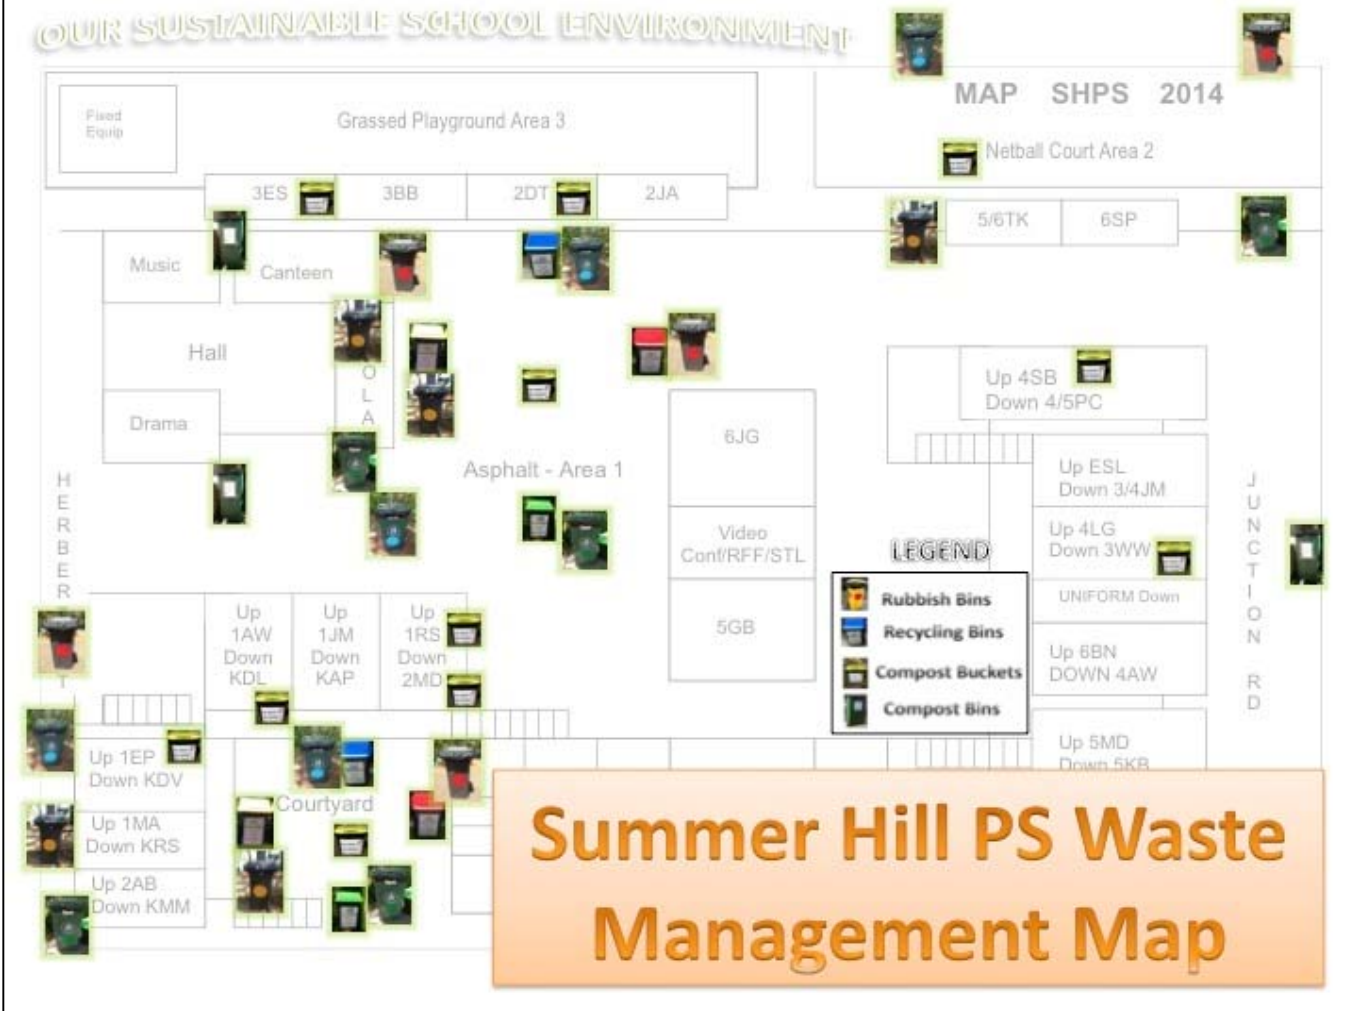 OUR SUSTAINABLE SCHOOL ENVIRONMENT
MAP SHPS 2014
Fixed
Equip
Grassed Playground Area 3
Netball Court Area 2
3ES
3BB
2DT
2JA
5/6TK
6SP
Music
Canteen
Hall
O
L
A
Drama
Up 4SB
Down 4/5PC
6JG
Asphalt - Area 1
Up ESL
Down 3/4JM
Video
Conf/RFF/STL
Up 4LG
Down 3WW
UNIFORM Down
5GB
Up 6BN
DOWN 4AW
Up 5MD
Down 5KB
H
E
R
B
E
R
T
J
U
N
C
T
I
O
N
R
D
LEGEND
Rubbish Bins
Recycling Bins
Compost Buckets
Compost Bins
Up
1AW
Down
KDL
Up
1JM
Down
KAP
Up
1RS
Down
2MD
Up 1EP
Down KDV
Courtyard
Up 1MA
Down KRS
Up 2AB
Down KMM
Summer Hill PS Waste
Management Map